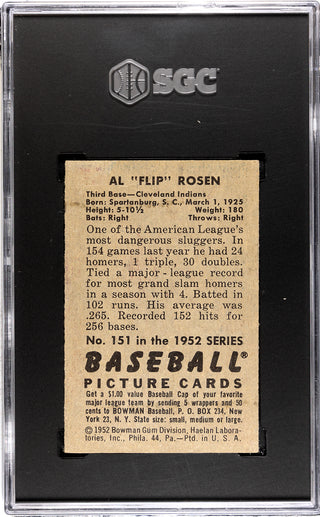 SGC
AL "FLIP" ROSEN
Third Base—Cleveland Indians
Born: Spartanburg, S. C., March 1, 1925
Height: 5-10½ Weight: 180
Bats: Right Throws: Right
One of the American League's
most dangerous sluggers. In
154 games last year he had 24
homers, 1 triple, 30 doubles.
Tied a major-league record
for most grand slam homers
in a season with 4. Batted in
102 runs. His average was
.265. Recorded 152 hits for
256 bases.
No. 151 in the 1952 SERIES
BASEBALL®
PICTURE CARDS
Get a $1.00 value Baseball Cap of your favorite
major league team by sending 5 wrappers and 50
cents to BOWMAN Baseball, P. O. BOX 234, New
York 23, N. Y. State size: small, medium or large.
©1952 Bowman Gum Division, Haelan Labora-
tories, Inc., Phila. 44, Pa.—Ptd. in U. S. A.